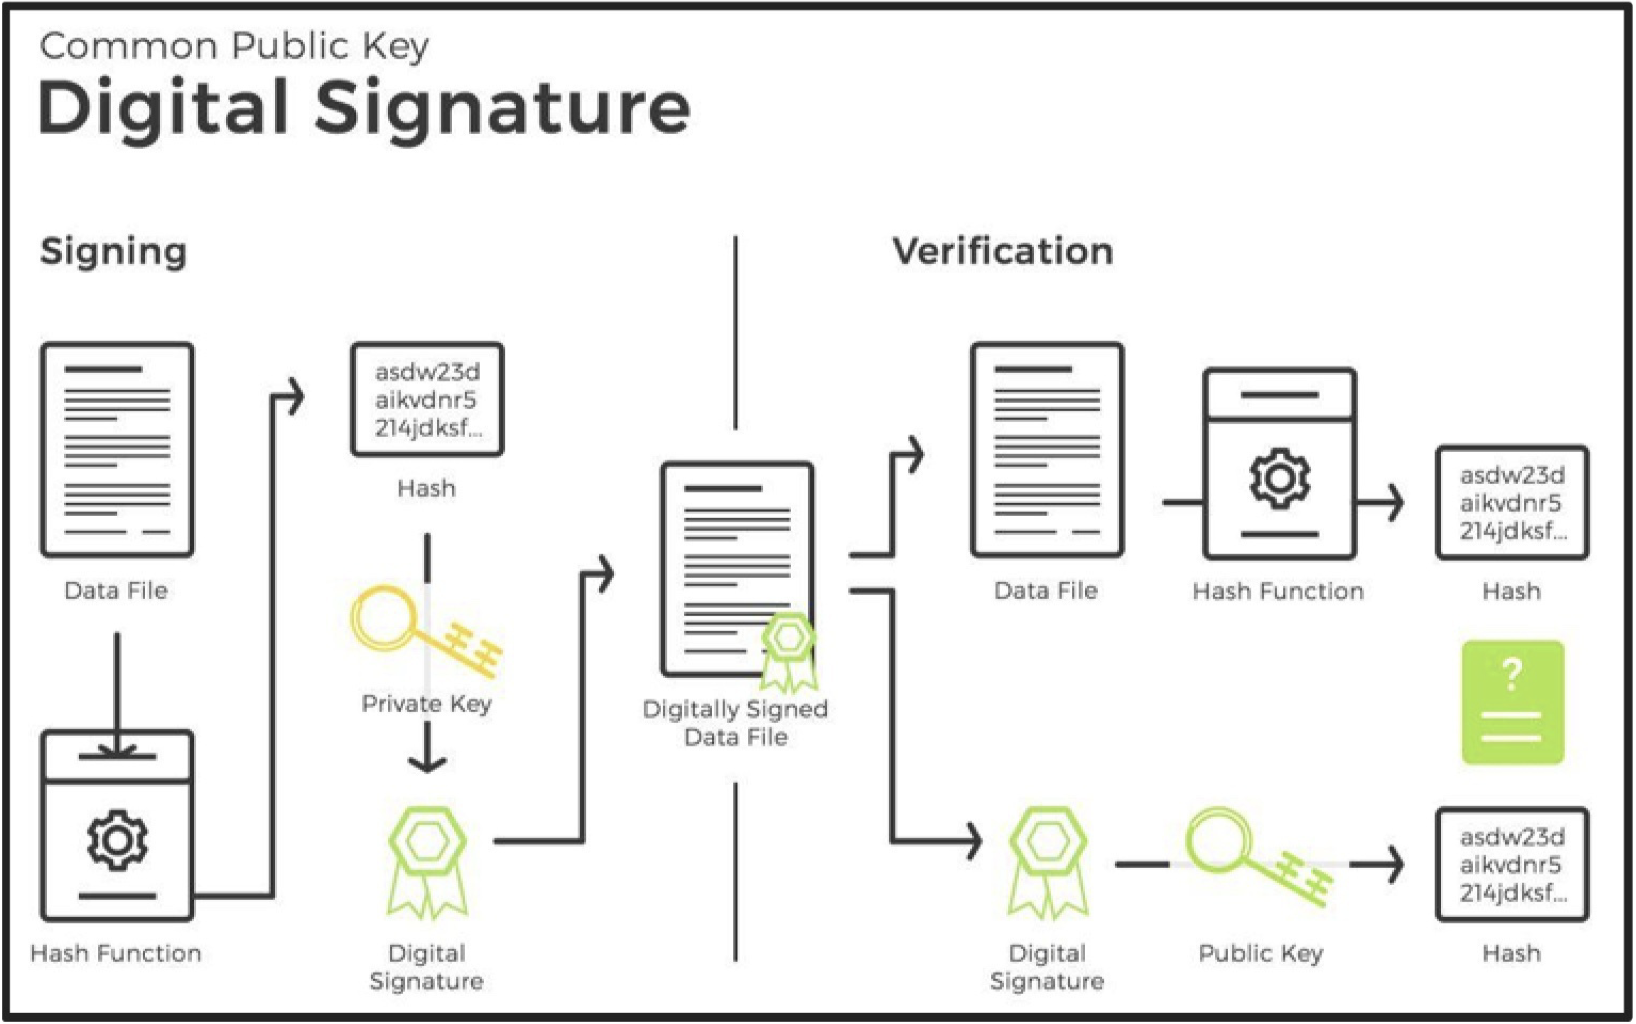 Common Public Key
Digital Signature
Signing
Data File
Hash Function
asdw23d
aikvdnr5
214jdksf...
Hash
Private Key
Digital
Signature
Digitally Signed
Data File
Verification
Data File
Hash Function
asdw23d
aikvdnr5
214jdksf...
Hash
?
Digital
Signature
Public Key
asdw23d
aikvdnr5
214jdksf...
Hash